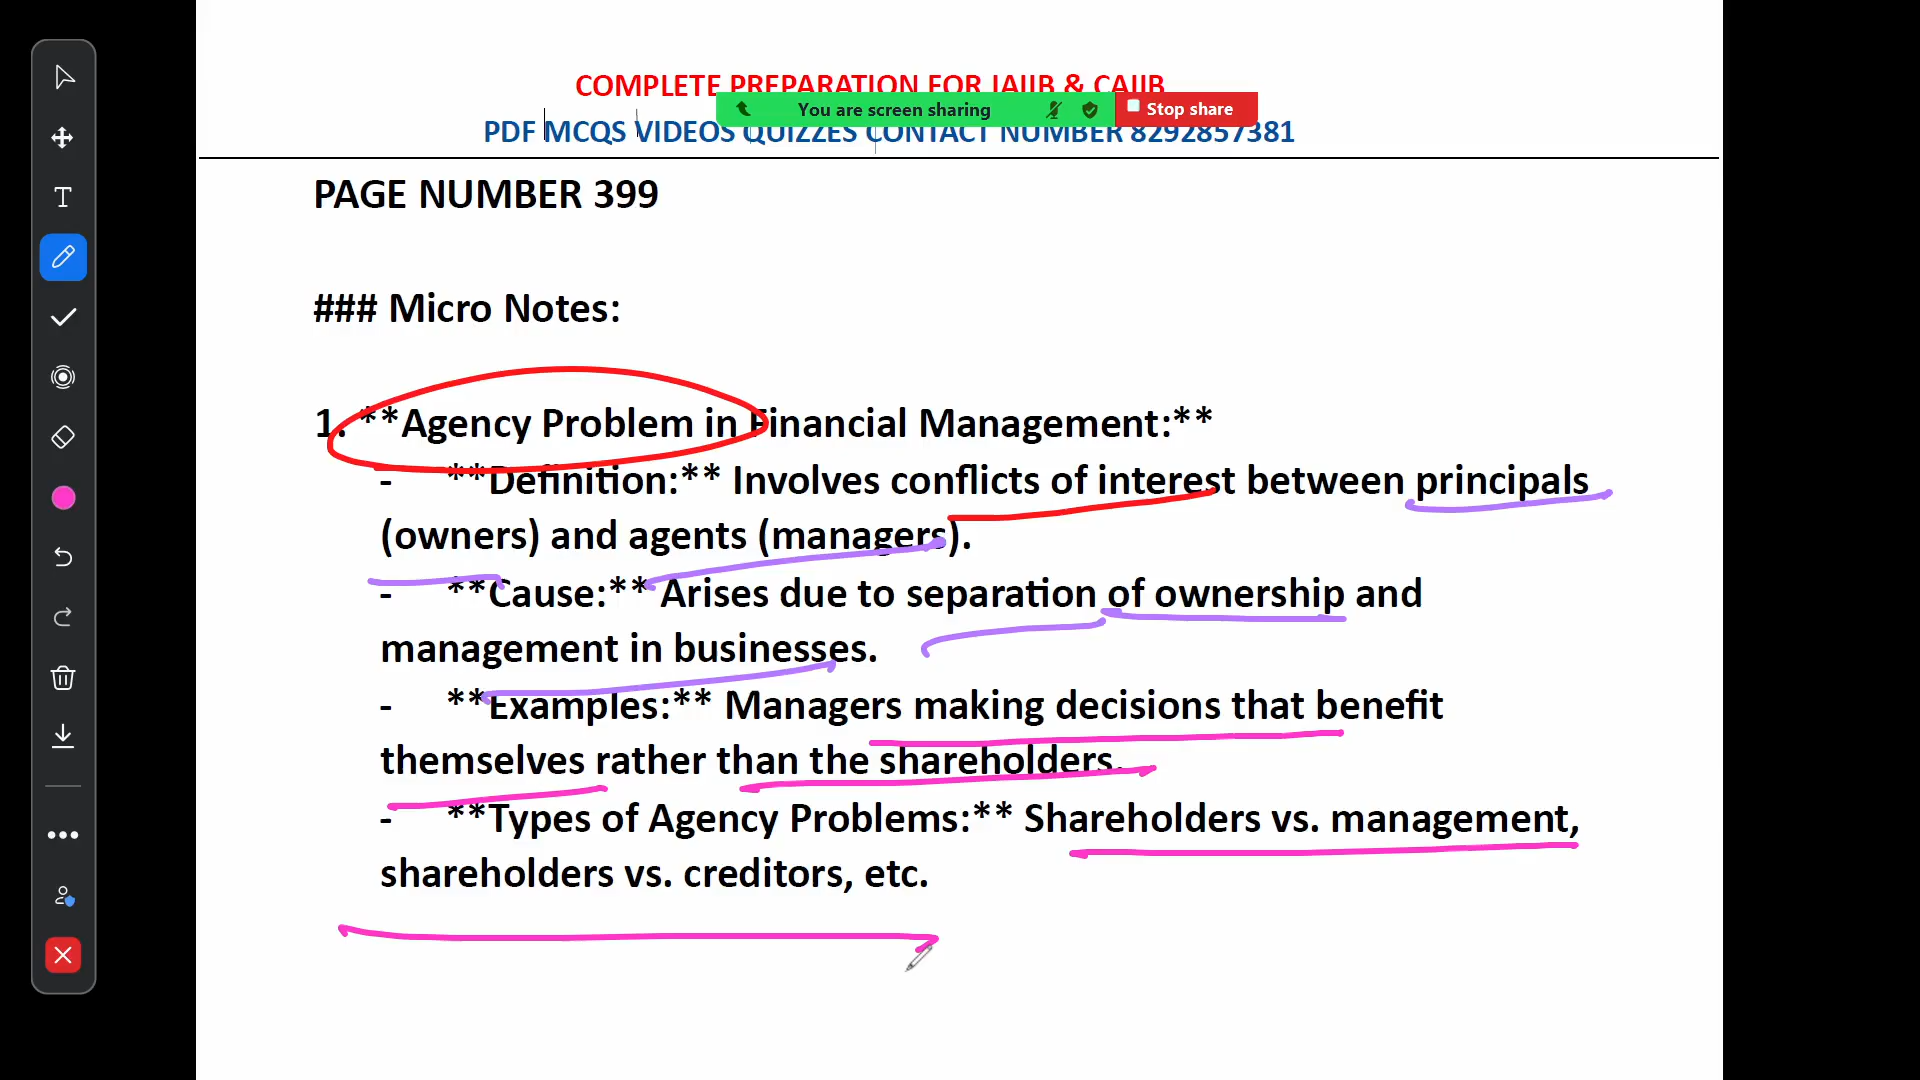 COMPLETE PREPARATION FOR JAIIB & CAIIB
You are screen sharing
Stop share
PDF MCQS VIDEOS QUIZZES CONTACT NUMBER 8292857381
PAGE NUMBER 399
### Micro Notes:
1. **Agency Problem in Financial Management:**
- **Definition:** Involves conflicts of interest between principals
(owners) and agents (managers).
- **Cause:** Arises due to separation of ownership and
management in businesses.
- **Examples:** Managers making decisions that benefit
themselves rather than the shareholders.
- **Types of Agency Problems:** Shareholders vs. management,
shareholders vs. creditors, etc.